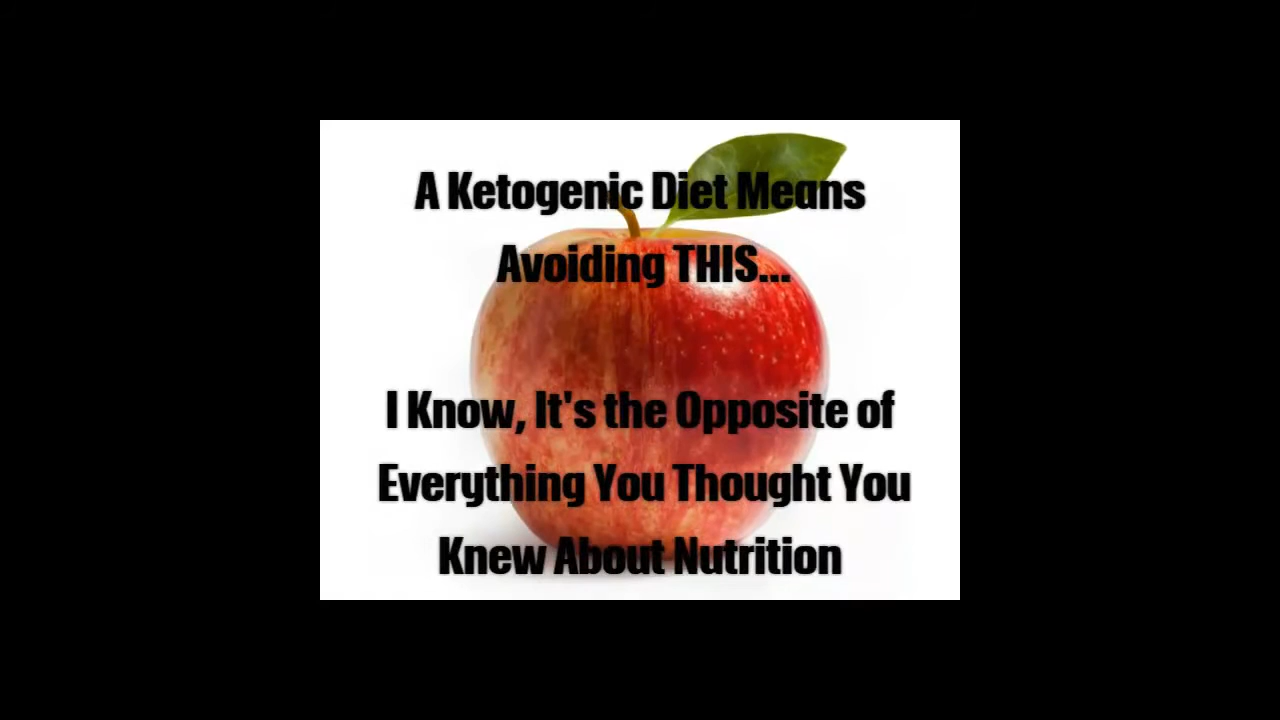 A Ketogenic Diet Means
Avoiding THIS...
I Know, It's the Opposite of
Everything You Thought You
Knew About Nutrition